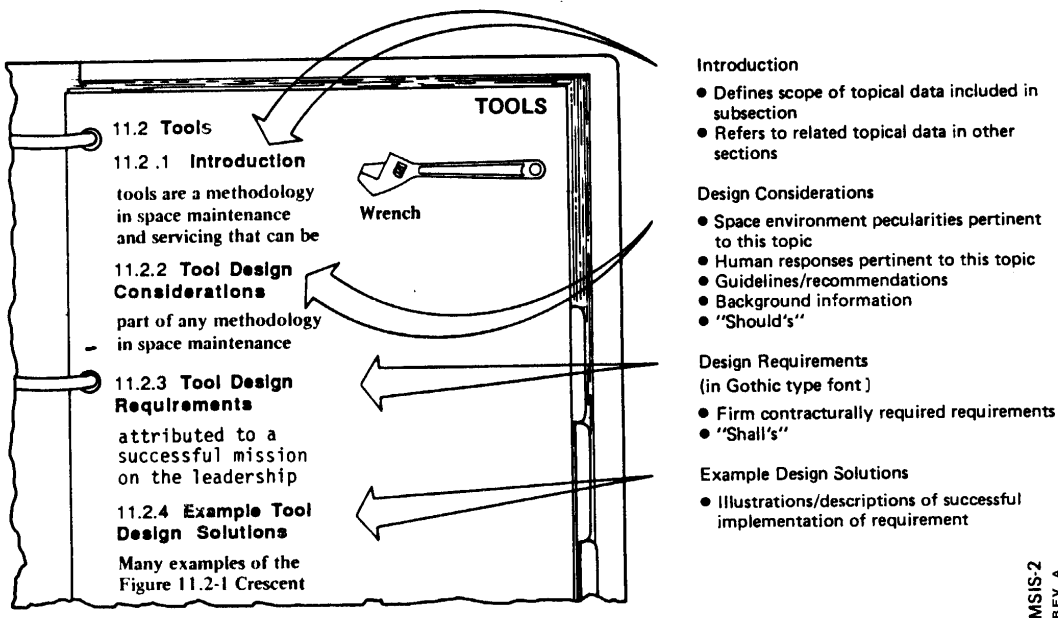 TOOLS
11.2 Tools
11.2 .1 Introduction
tools are a methodology
in space maintenance
and servicing that can be
Wrench
11.2.2 Tool Design
Considerations
part of any methodology
in space maintenance
11.2.3 Tool Design
Requirements
attributed to a
successful mission
on the leadership
11.2.4 Example Tool
Design Solutions
Many examples of the
Figure 11.2-1 Crescent
Introduction
● Defines scope of topical data included in
subsection
● Refers to related topical data in other
sections
Design Considerations
● Space environment pecularities pertinent
to this topic
● Human responses pertinent to this topic
● Guidelines/recommendations
● Background information
● "Should's"
Design Requirements
(in Gothic type font)
● Firm contracturally required requirements
● "Shall's"
Example Design Solutions
● Illustrations/descriptions of successful
implementation of requirement
MSIS-2
REV. A